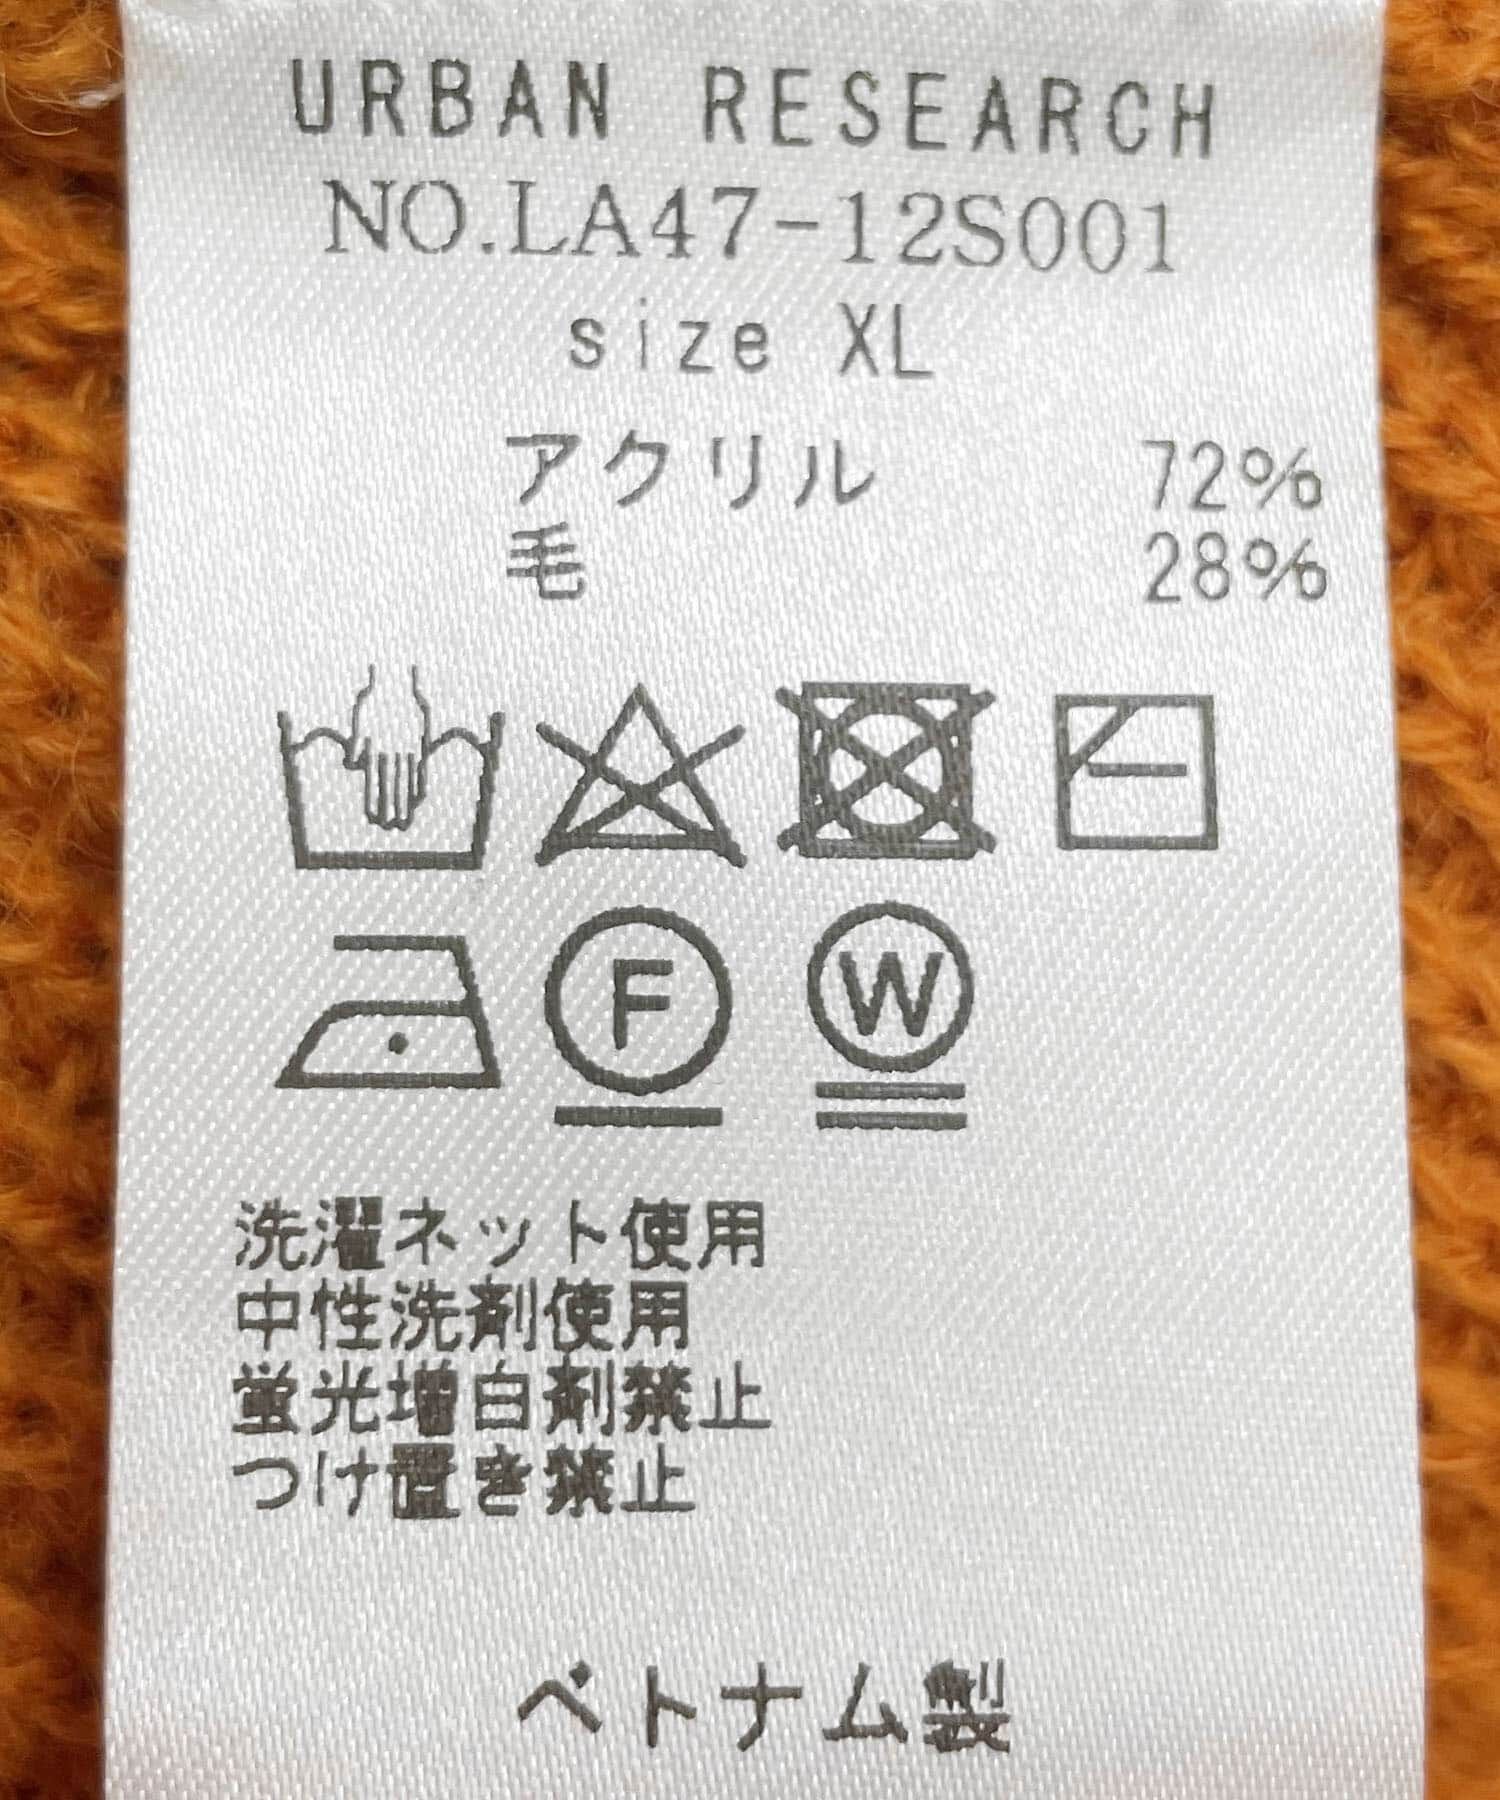 URBAN RESEARCH
NO.LA47-12S001
size XL
アクリル 72%
毛 28%
F W
洗濯ネット使用
中性洗剤使用
蛍光増白剤禁止
つけ置き禁止
ベトナム製